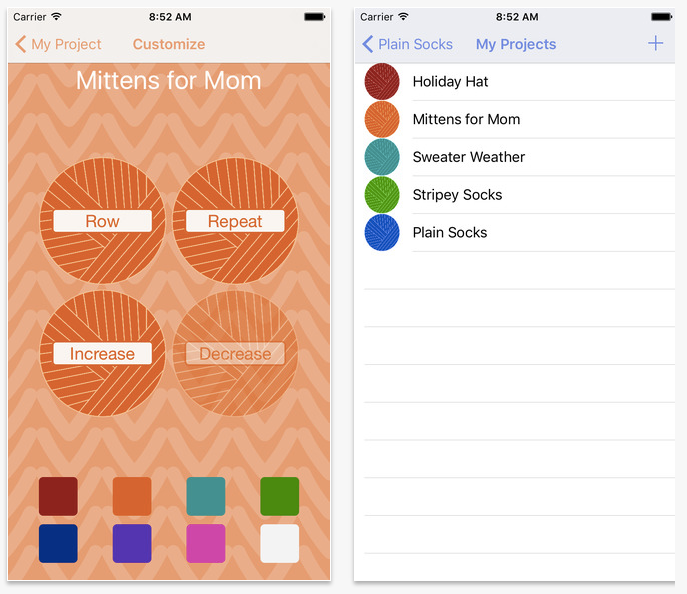 Carrier 8:52 AM
My Project Customize
Mittens for Mom
Row Repeat
Increase Decrease
Carrier 8:52 AM
Plain Socks My Projects +
Holiday Hat
Mittens for Mom
Sweater Weather
Stripey Socks
Plain Socks